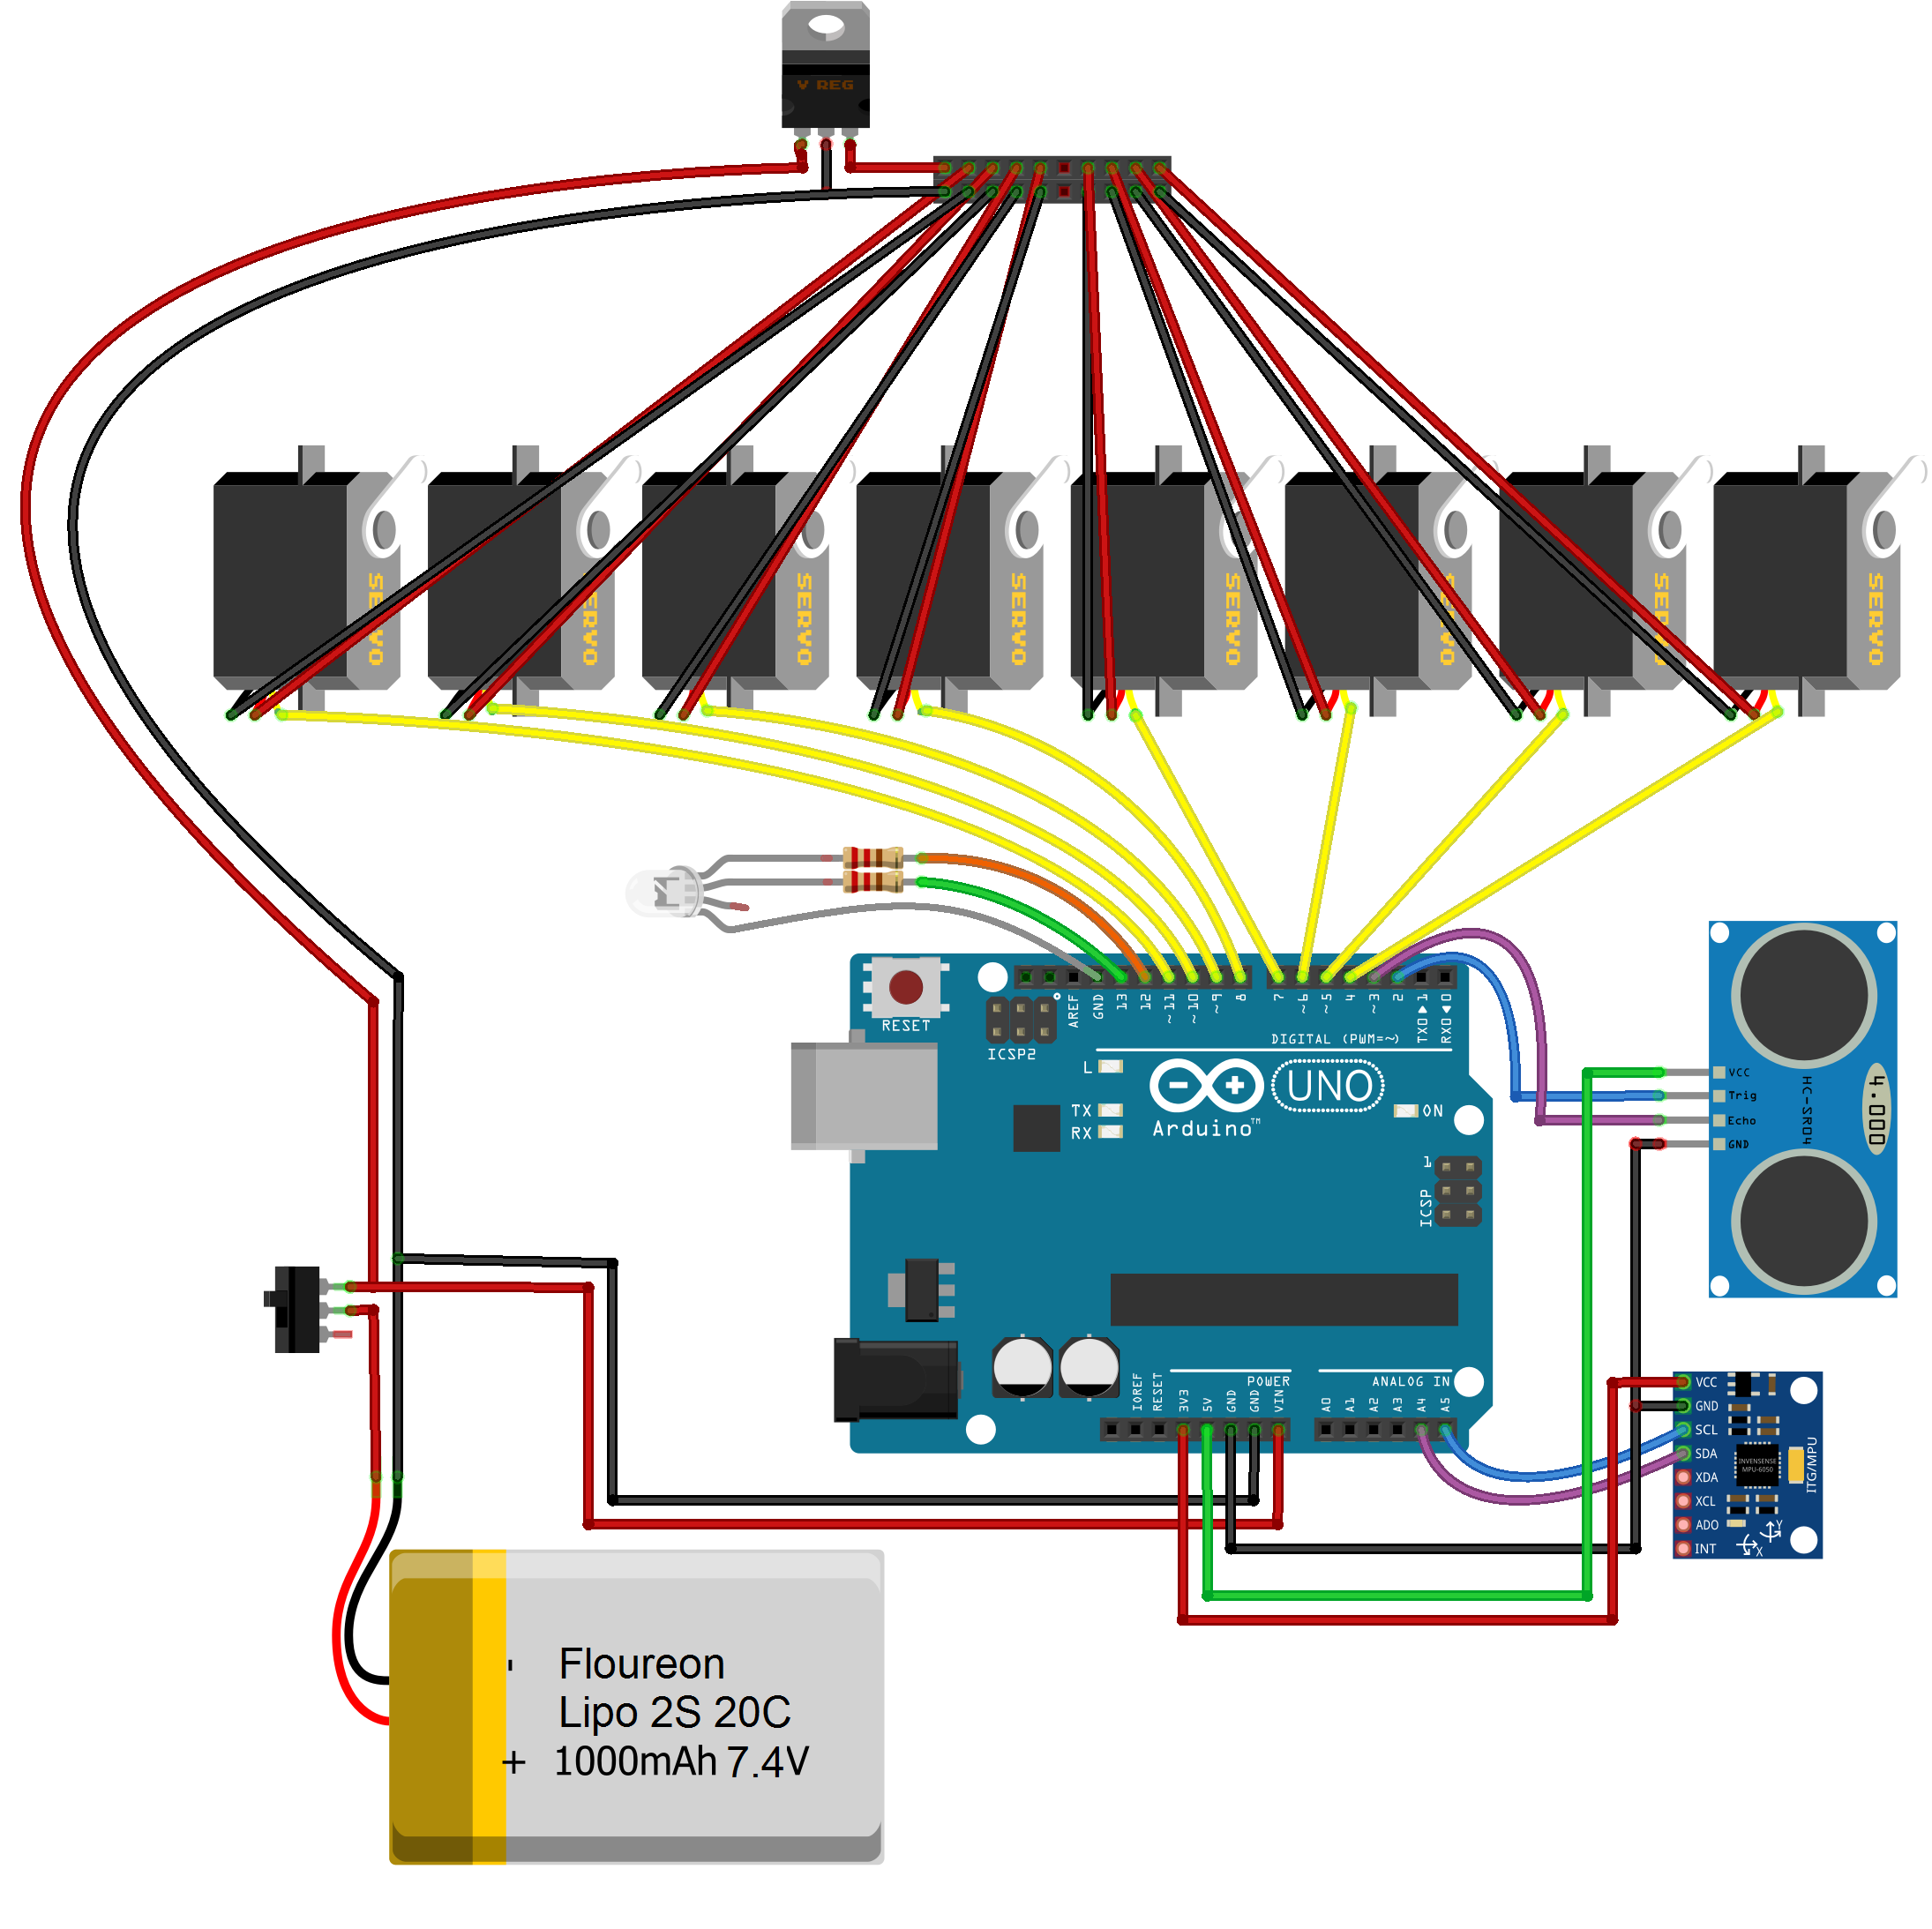 V REG
SERVO
SERVO
SERVO
SERVO
SERVO
SERVO
SERVO
SERVO
RESET
ICSP2
AREF
GND
13
12
~11
~10
~9
8
7
~6
~5
4
~3
2
TX0 1
RX0 0
DIGITAL (PWM=~)
L
TX
RX
UNO
Arduino™
ON
1
ICSP
IOREF
RESET
3V3
5V
GND
GND
VIN
POWER
ANALOG IN
A0
A1
A2
A3
A4
A5
VCC
Trig
Echo
GND
HC-SR04
4.000
VCC
GND
SCL
SDA
XDA
XCL
ADO
INT
INVENSENSE
MPU-6050
ITG/MPU
Y
X
- Floureon
Lipo 2S 20C
+ 1000mAh 7.4V